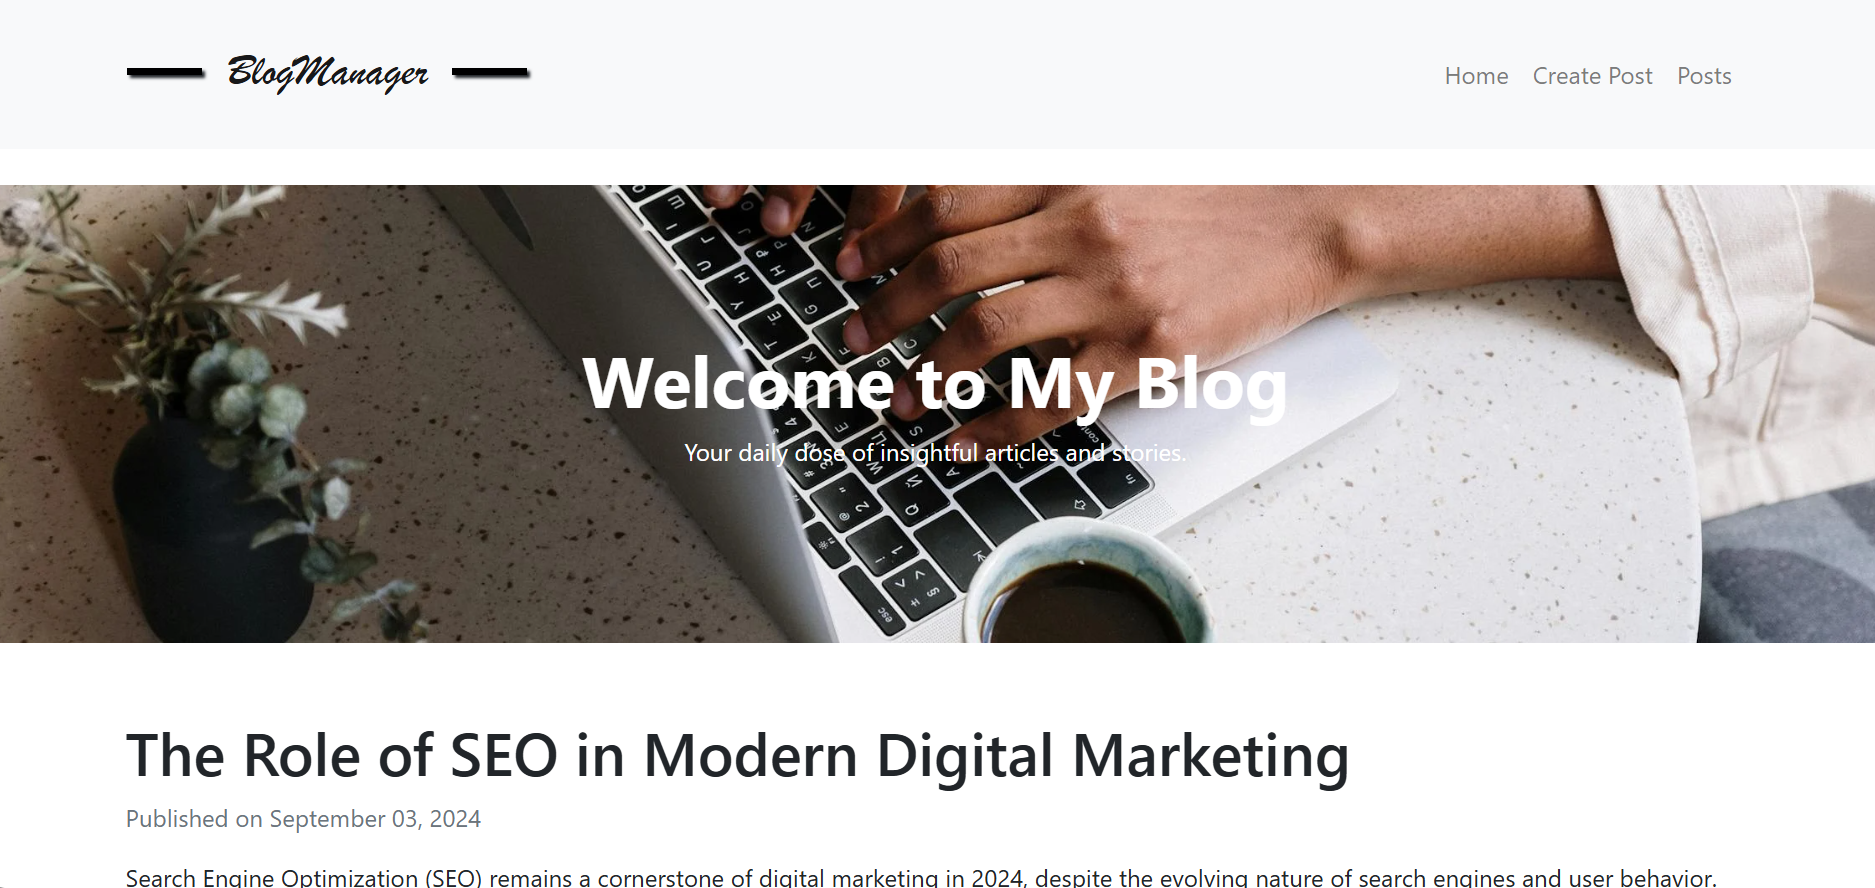 BlogManager
Home Create Post Posts
Welcome to My Blog
Your daily dose of insightful articles and stories.
The Role of SEO in Modern Digital Marketing
Published on September 03, 2024
Search Engine Optimization (SEO) remains a cornerstone of digital marketing in 2024, despite the evolving nature of search engines and user behavior.